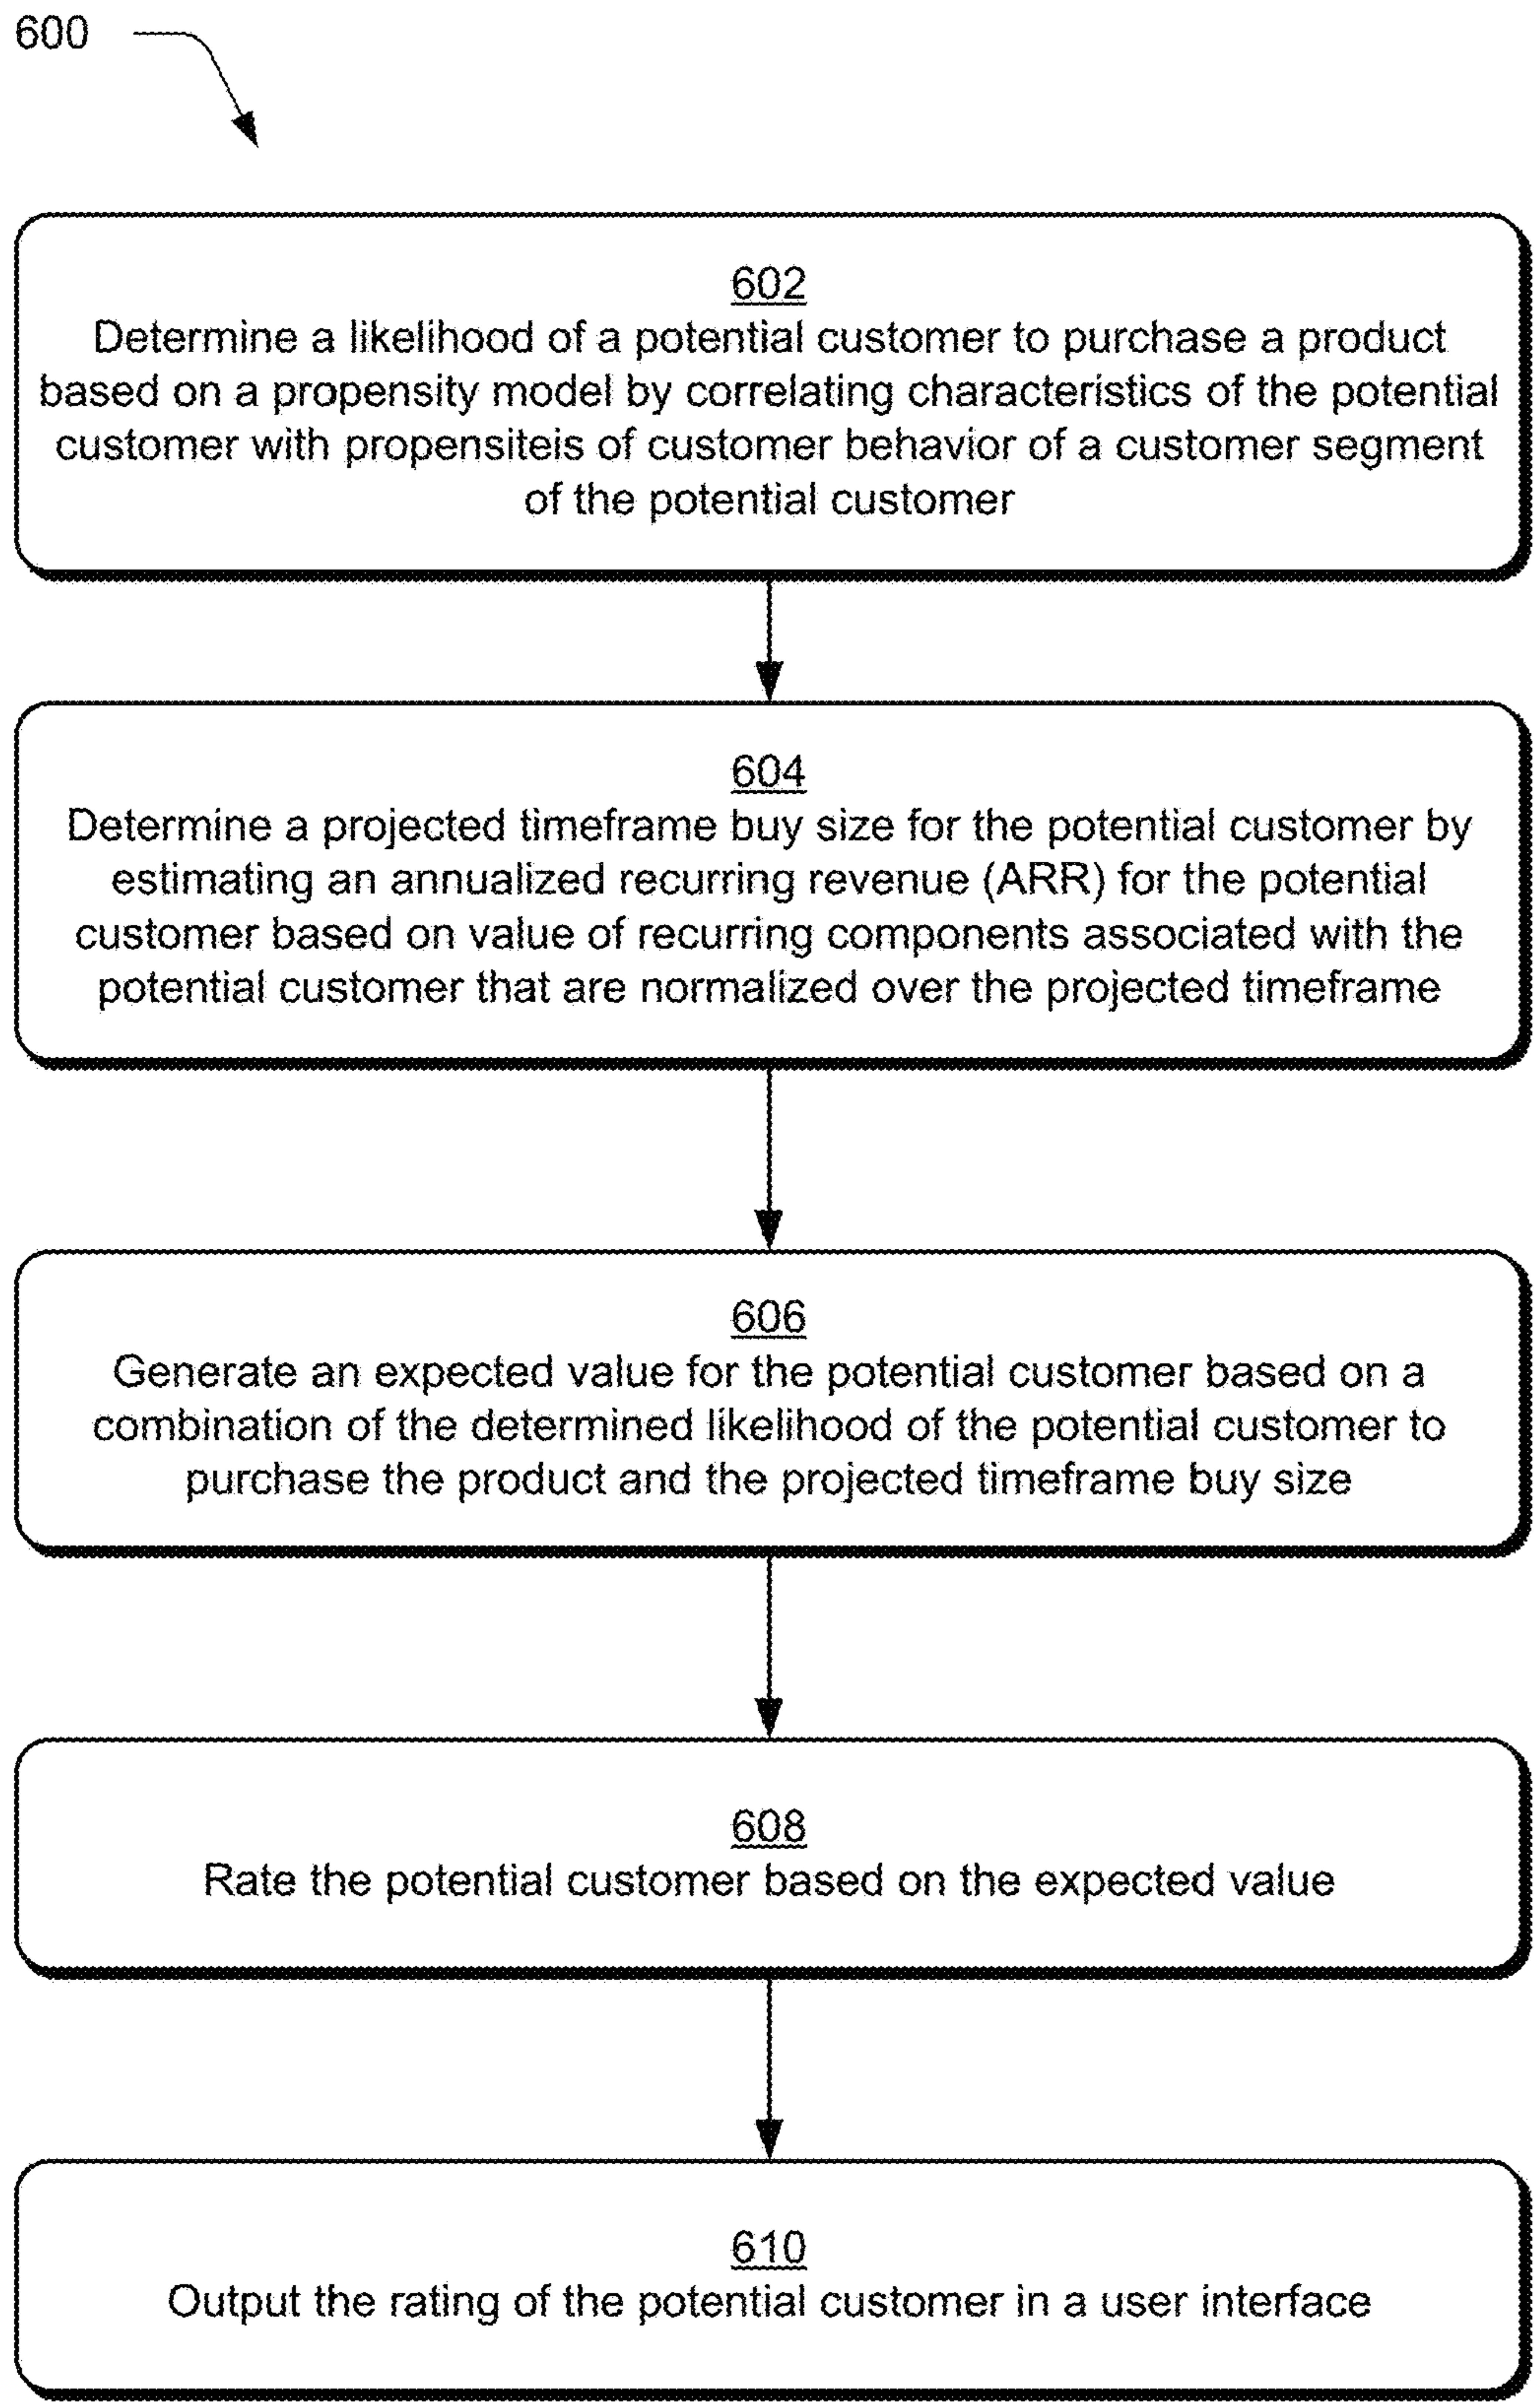 600
602
Determine a likelihood of a potential customer to purchase a product
based on a propensity model by correlating characteristics of the potential
customer with propensiteis of customer behavior of a customer segment
of the potential customer
604
Determine a projected timeframe buy size for the potential customer by
estimating an annualized recurring revenue (ARR) for the potential
customer based on value of recurring components associated with the
potential customer that are normalized over the projected timeframe
606
Generate an expected value for the potential customer based on a
combination of the determined likelihood of the potential customer to
purchase the product and the projected timeframe buy size
608
Rate the potential customer based on the expected value
610
Output the rating of the potential customer in a user interface